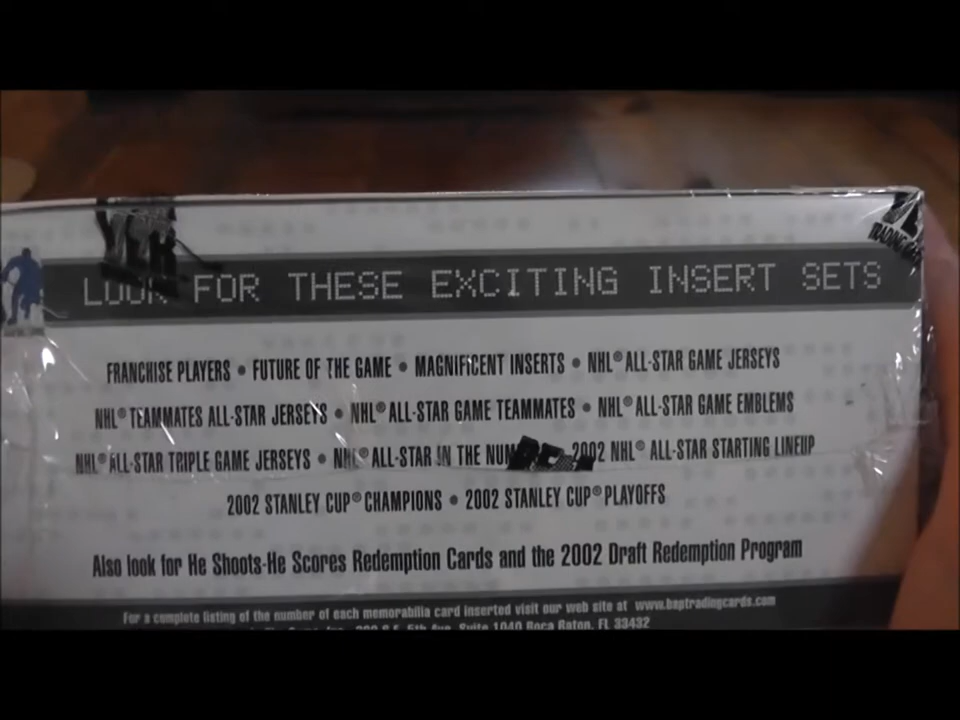 LOOK FOR THESE EXCITING INSERT SETS
FRANCHISE PLAYERS • FUTURE OF THE GAME • MAGNIFICENT INSERTS • NHL® ALL-STAR GAME JERSEYS
NHL® TEAMMATES ALL-STAR JERSEYS • NHL® ALL-STAR GAME TEAMMATES • NHL® ALL-STAR GAME EMBLEMS
NHL® ALL-STAR TRIPLE GAME JERSEYS • NHL® ALL-STAR IN THE 2002 NHL® ALL-STAR STARTING LINEUP
2002 STANLEY CUP® CHAMPIONS • 2002 STANLEY CUP® PLAYOFFS
Also look for He Shoots-He Scores Redemption Cards and the 2002 Draft Redemption Program
For a complete listing of the number of each memorabilia card inserted visit our web site at www.baptradingcards.com
5th Ave. Suite 1040 Boca Raton, FL 33432
TRADING